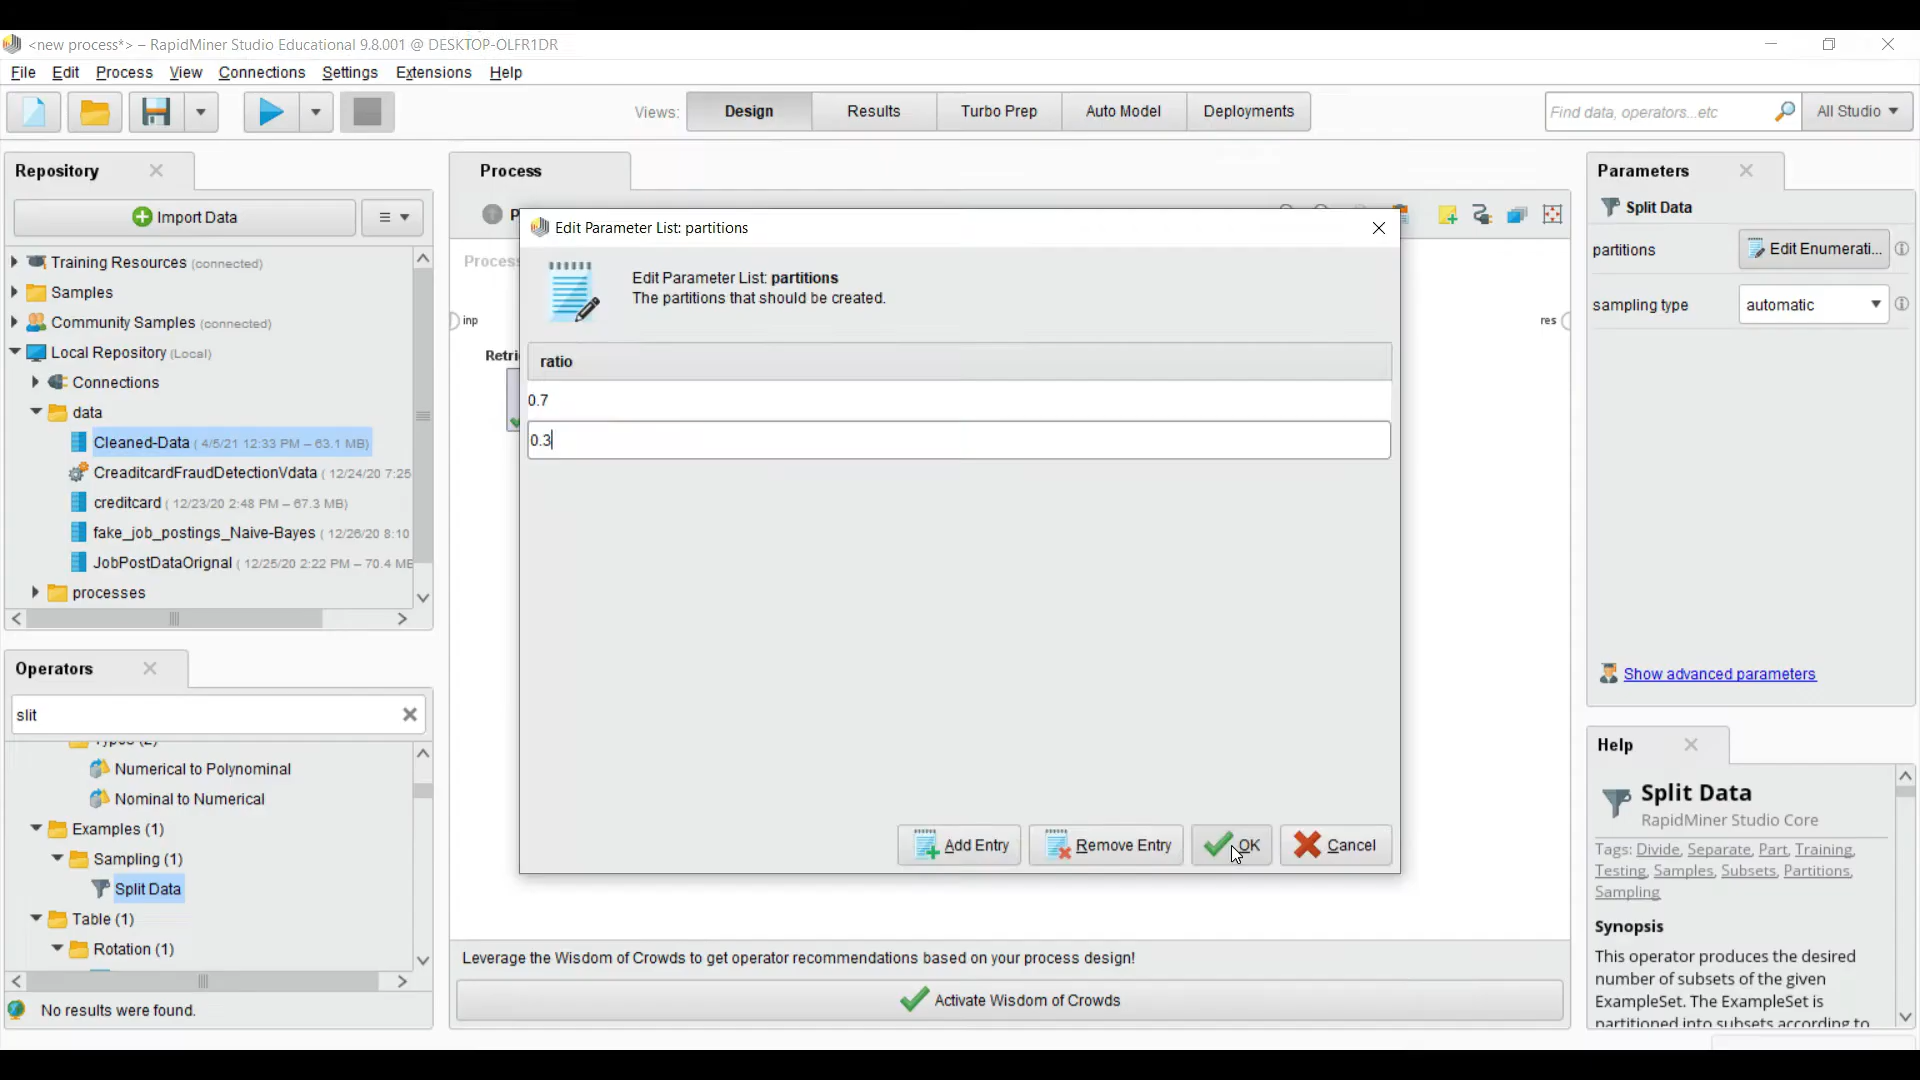 <new process*> – RapidMiner Studio Educational 9.8.001 @ DESKTOP-OLFR1DR
File Edit Process View Connections Settings Extensions Help
Views: Design Results Turbo Prep Auto Model Deployments
Find data, operators...etc
All Studio
Repository
Import Data
Training Resources (connected)
Samples
Community Samples (connected)
Local Repository (Local)
Connections
data
Cleaned-Data ( 4/5/21 12:33 PM – 63.1 MB)
CreaditcardFraudDetectionVdata ( 12/24/20 7:25
creditcard ( 12/23/20 2:48 PM – 67.3 MB)
fake_job_postings_Naive-Bayes ( 12/26/20 8:10
JobPostDataOrignal ( 12/25/20 2:22 PM – 70.4 ME
processes
Operators
slit
Numerical to Polynominal
Nominal to Numerical
Examples (1)
Sampling (1)
Split Data
Table (1)
Rotation (1)
No results were found.
Process
P
Process
inp
res
Retri
Edit Parameter List: partitions
Edit Parameter List: partitions
The partitions that should be created.
ratio
0.7
0.3
Add Entry
Remove Entry
OK
Cancel
Leverage the Wisdom of Crowds to get operator recommendations based on your process design!
Activate Wisdom of Crowds
Parameters
Split Data
partitions
Edit Enumerati...
sampling type
automatic
Show advanced parameters
Help
Split Data
RapidMiner Studio Core
Tags: Divide, Separate, Part, Training,
Testing, Samples, Subsets, Partitions,
Sampling
Synopsis
This operator produces the desired
number of subsets of the given
ExampleSet. The ExampleSet is
partitioned into subsets according to